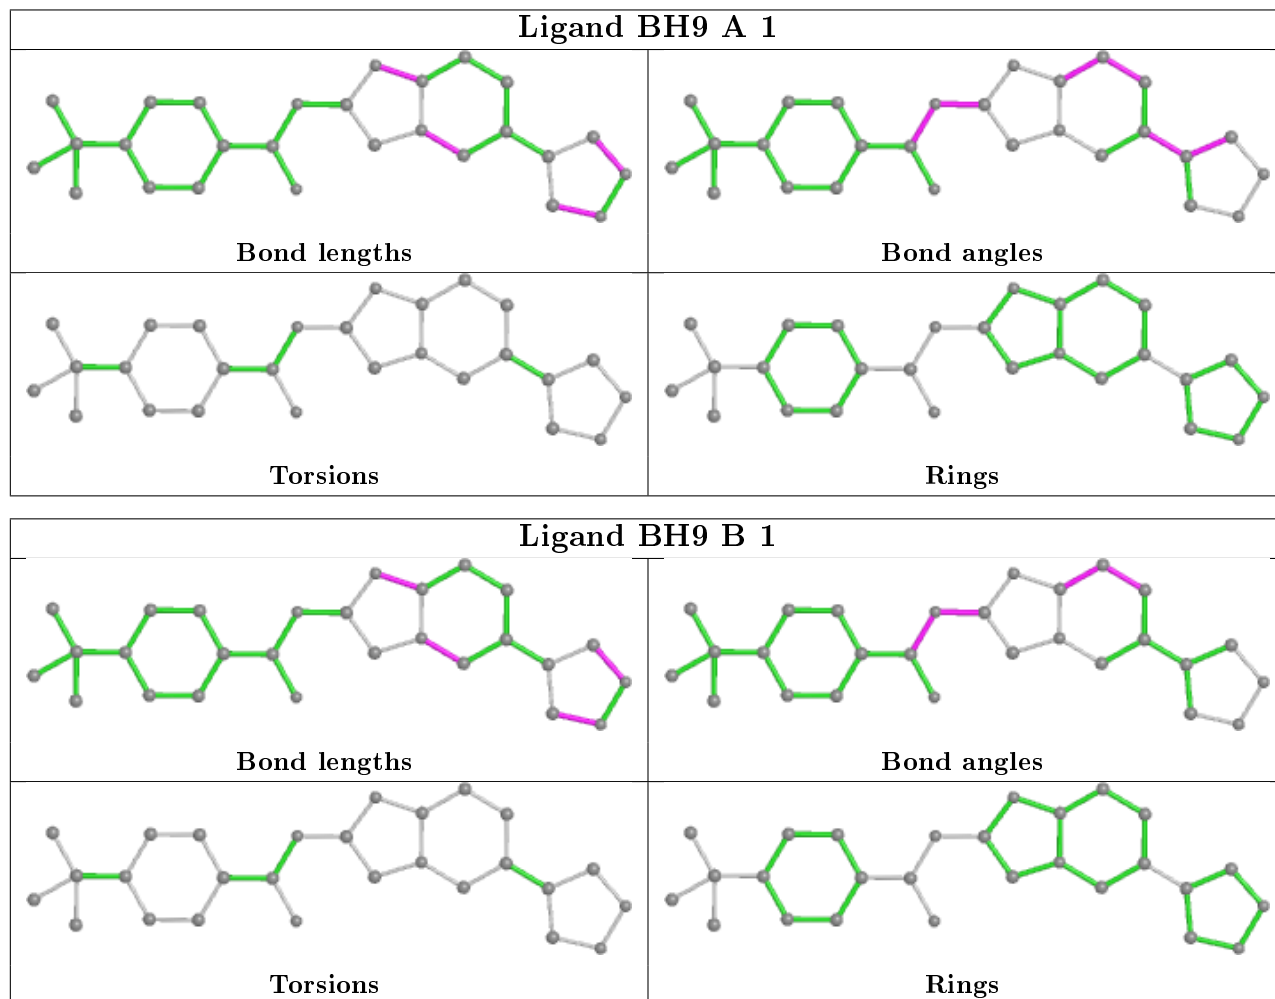 Ligand BH9 A 1
Bond lengths
Bond angles
Torsions
Rings
Ligand BH9 B 1
Bond lengths
Bond angles
Torsions
Rings